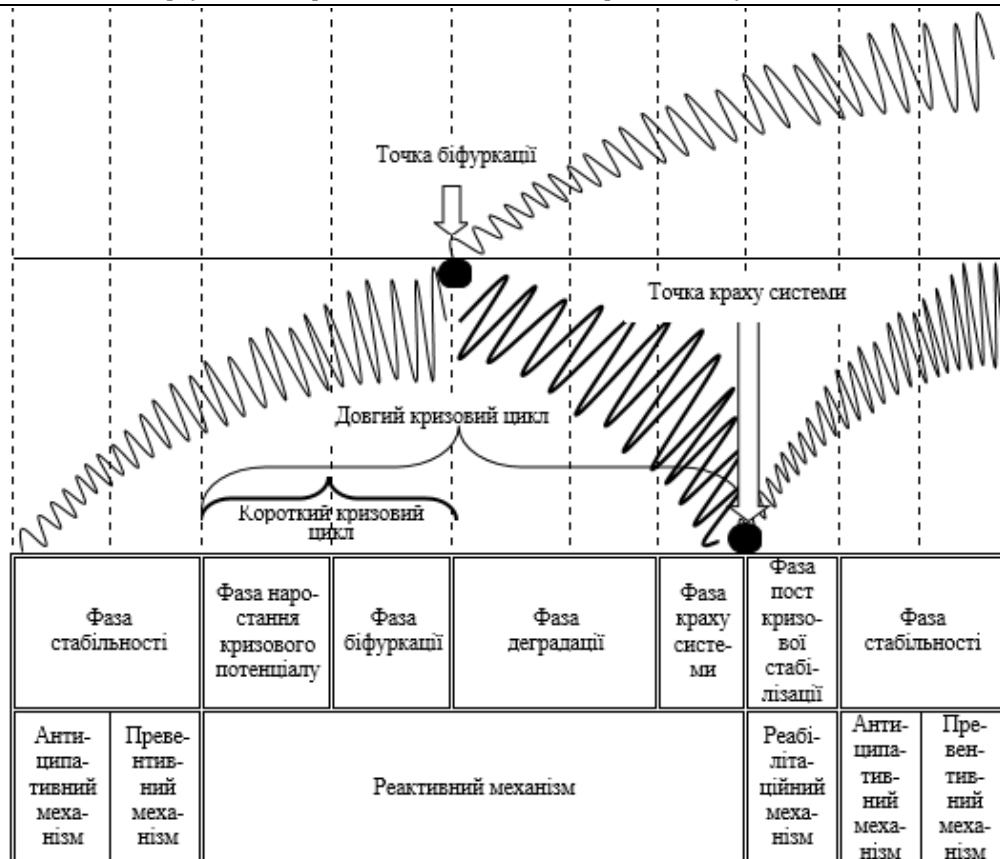 Точка біфуркації
Точка краху системи
Довгий кризовий цикл
Короткий кризовий
цикл
Фаза
стабільності
Фаза наро-
стання
кризового
потенціалу
Фаза
біфуркації
Фаза
деградації
Фаза
краху
систе-
ми
Фаза
пост
кризо-
вої
стабі-
лізації
Фаза
стабільності
Анти-
ципа-
тивний
меха-
нізм
Преве-
нтив-
ний
меха-
нізм
Реактивний механізм
Реабі-
літа-
ційний
меха-
нізм
Анти-
ципа-
тив-
ний
меха-
нізм
Пре-
вен-
тив-
ний
меха-
нізм